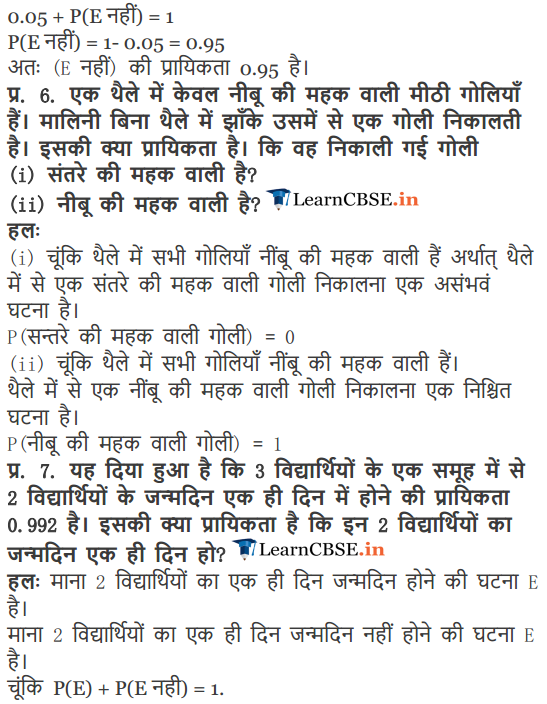 0.05 + P(E नहीं) = 1
P(E नहीं) = 1- 0.05 = 0.95
अतः (E नहीं) की प्रायिकता 0.95 है।
प्र. 6. एक थैले में केवल नीबू की महक वाली मीठी गोलियाँ
हैं। मालिनी बिना थैले में झाँके उसमें से एक गोली निकालती
है। इसकी क्या प्रायिकता है। कि वह निकाली गई गोली
(i) संतरे की महक वाली है?
(ii) नीबू की महक वाली है? LearnCBSE.in
हलः
(i) चूंकि थैले में सभी गोलियाँ नींबू की महक वाली हैं अर्थात् थैले
में से एक संतरे की महक वाली गोली निकालना एक असंभवं
घटना है।
P(सन्तरे की महक वाली गोली) = 0
(ii) चूंकि थैले में सभी गोलियाँ नींबू की महक वाली हैं।
थैले में से एक नींबू की महक वाली गोली निकालना एक निश्चित
घटना है।
P(नीबू की महक वाली गोली) = 1
प्र. 7. यह दिया हुआ है कि 3 विद्यार्थियों के एक समूह में से
2 विद्यार्थियों के जन्मदिन एक ही दिन में होने की प्रायिकता
0.992 है। इसकी क्या प्रायिकता है कि इन 2 विद्यार्थियों का
जन्मदिन एक ही दिन हो? LearnCBSE.in
हलः माना 2 विद्यार्थियों का एक ही दिन जन्मदिन होने की घटना E
है।
माना 2 विद्यार्थियों का एक ही दिन जन्मदिन नहीं होने की घटना E
है।
चूंकि P(E) + P(E नही) = 1.